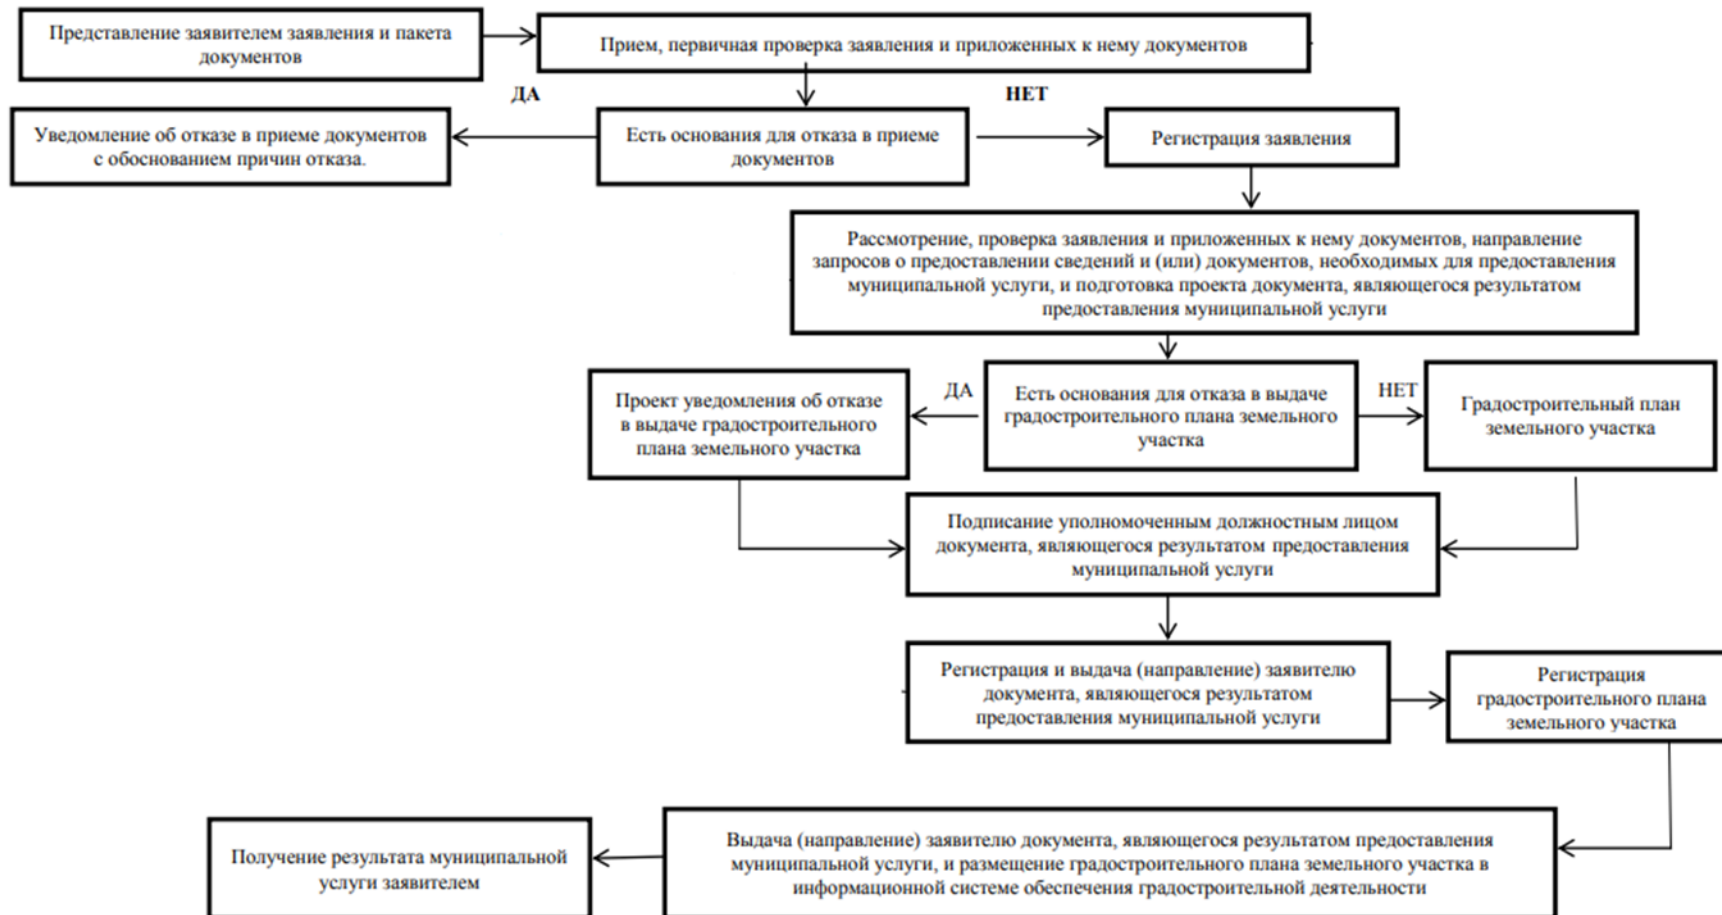 Представление заявителем заявления и пакета
документов
Прием, первичная проверка заявления и приложенных к нему документов
ДА
НЕТ
Уведомление об отказе в приеме документов
с обоснованием причин отказа.
Есть основания для отказа в приеме
документов
Регистрация заявления
Рассмотрение, проверка заявления и приложенных к нему документов, направление
запросов о предоставлении сведений и (или) документов, необходимых для предоставления
муниципальной услуги, и подготовка проекта документа, являющегося результатом
предоставления муниципальной услуги
Проект уведомления об отказе
в выдаче градостроительного
плана земельного участка
ДА
Есть основания для отказа в выдаче
градостроительного плана земельного
участка
НЕТ
Градостроительный план
земельного участка
Подписание уполномоченным должностным лицом
документа, являющегося результатом предоставления
муниципальной услуги
Регистрация и выдача (направление) заявителю
документа, являющегося результатом
предоставления муниципальной услуги
Регистрация
градостроительного плана
земельного участка
Получение результата муниципальной
услуги заявителем
Выдача (направление) заявителю документа, являющегося результатом предоставления
муниципальной услуги, и размещение градостроительного плана земельного участка в
информационной системе обеспечения градостроительной деятельности